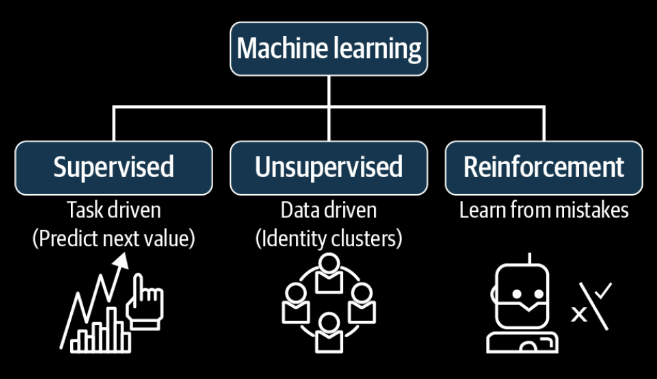 Machine learning
Supervised
Task driven
(Predict next value)
Unsupervised
Data driven
(Identity clusters)
Reinforcement
Learn from mistakes